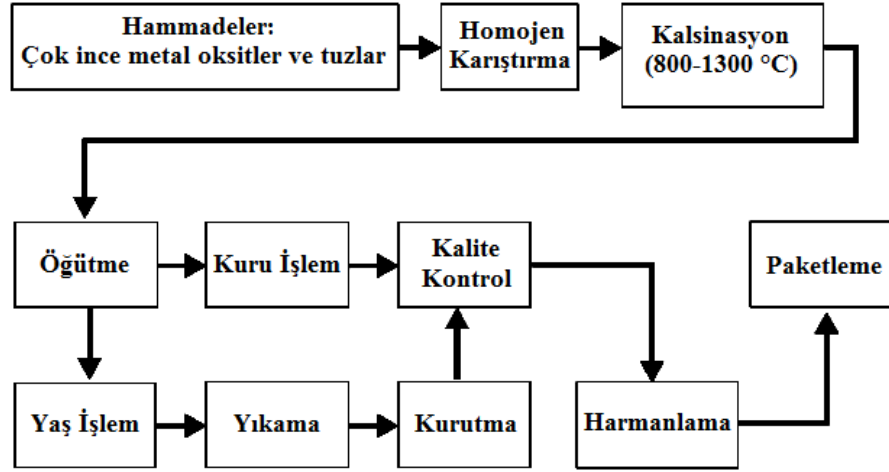 Hammadeler:
Çok ince metal oksitler ve tuzlar
Homojen
Karıştırma
Kalsinasyon
(800-1300 °C)
Öğütme
Kuru İşlem
Kalite
Kontrol
Paketleme
Yaş İşlem
Yıkama
Kurutma
Harmanlama